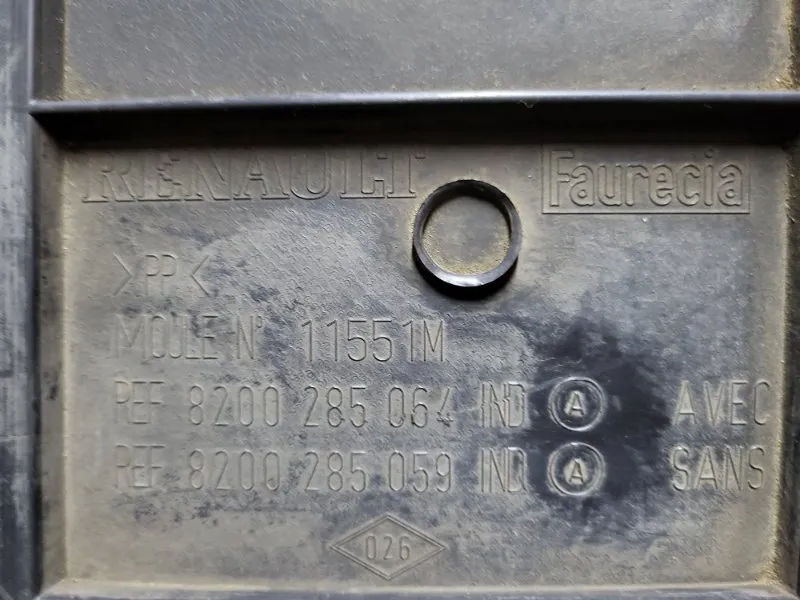 RENAULT Faurecia
>PP<
MOULE N° 11551M
REF 8200 285 064 IND A AVEC
REF 8200 285 059 IND A SANS
026